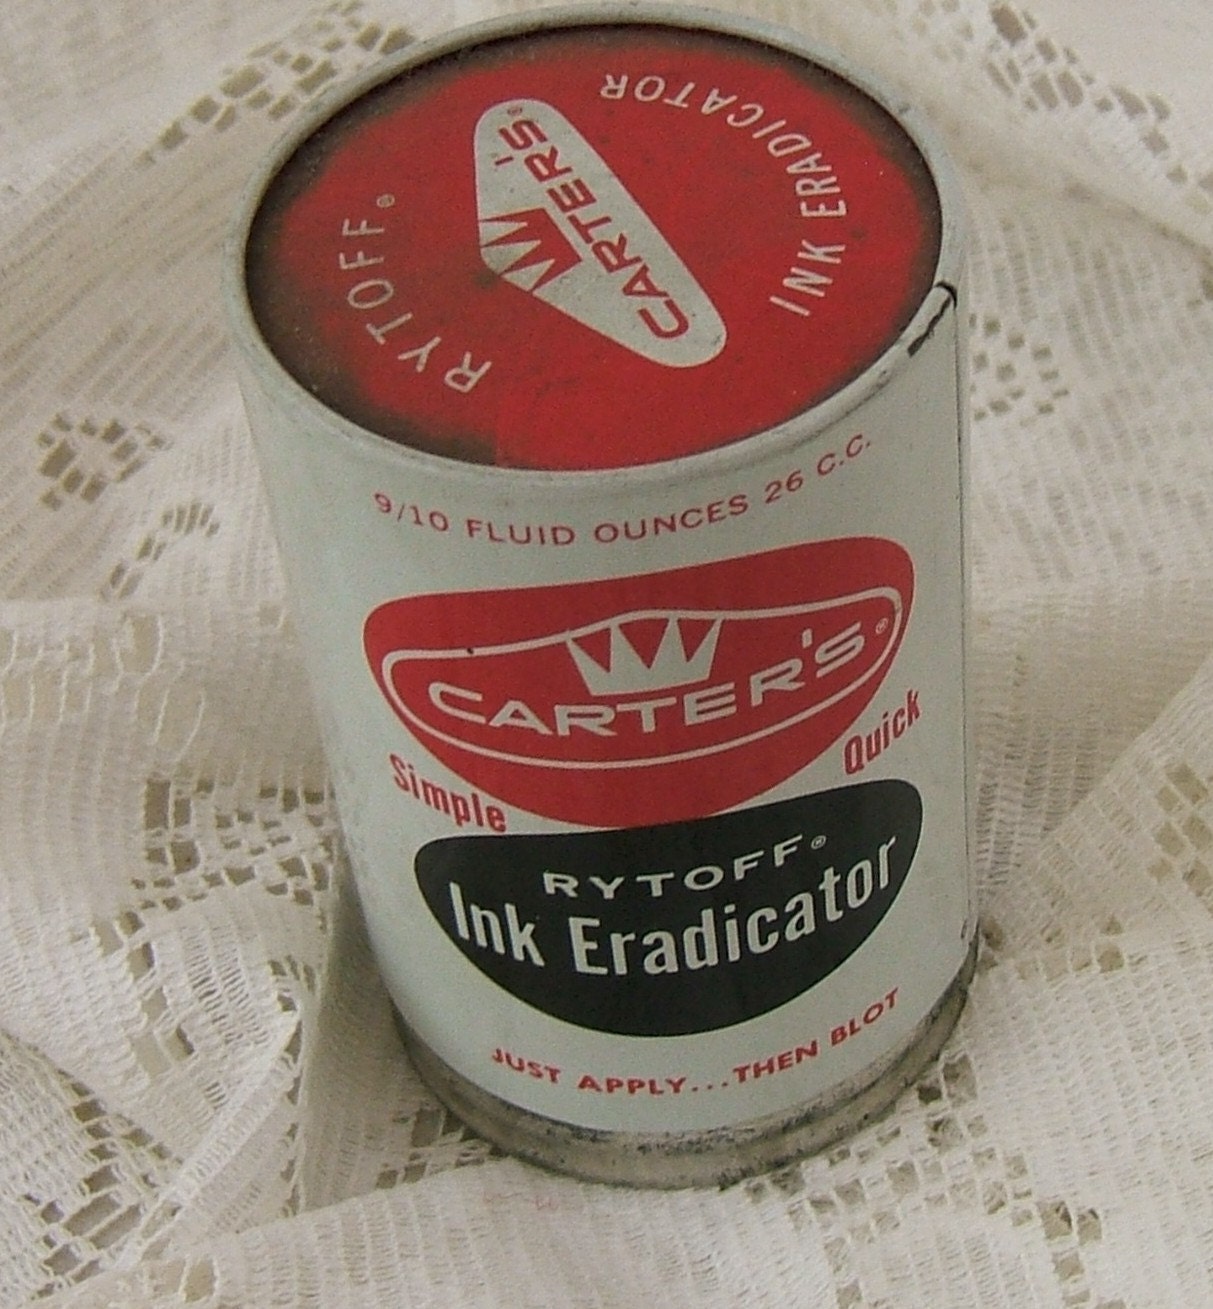 RYTOFF®
CARTER'S®
INK ERADICATOR
9/10 FLUID OUNCES 26 C.C.
CARTER'S®
Simple Quick
RYTOFF®
Ink Eradicator
JUST APPLY...THEN BLOT